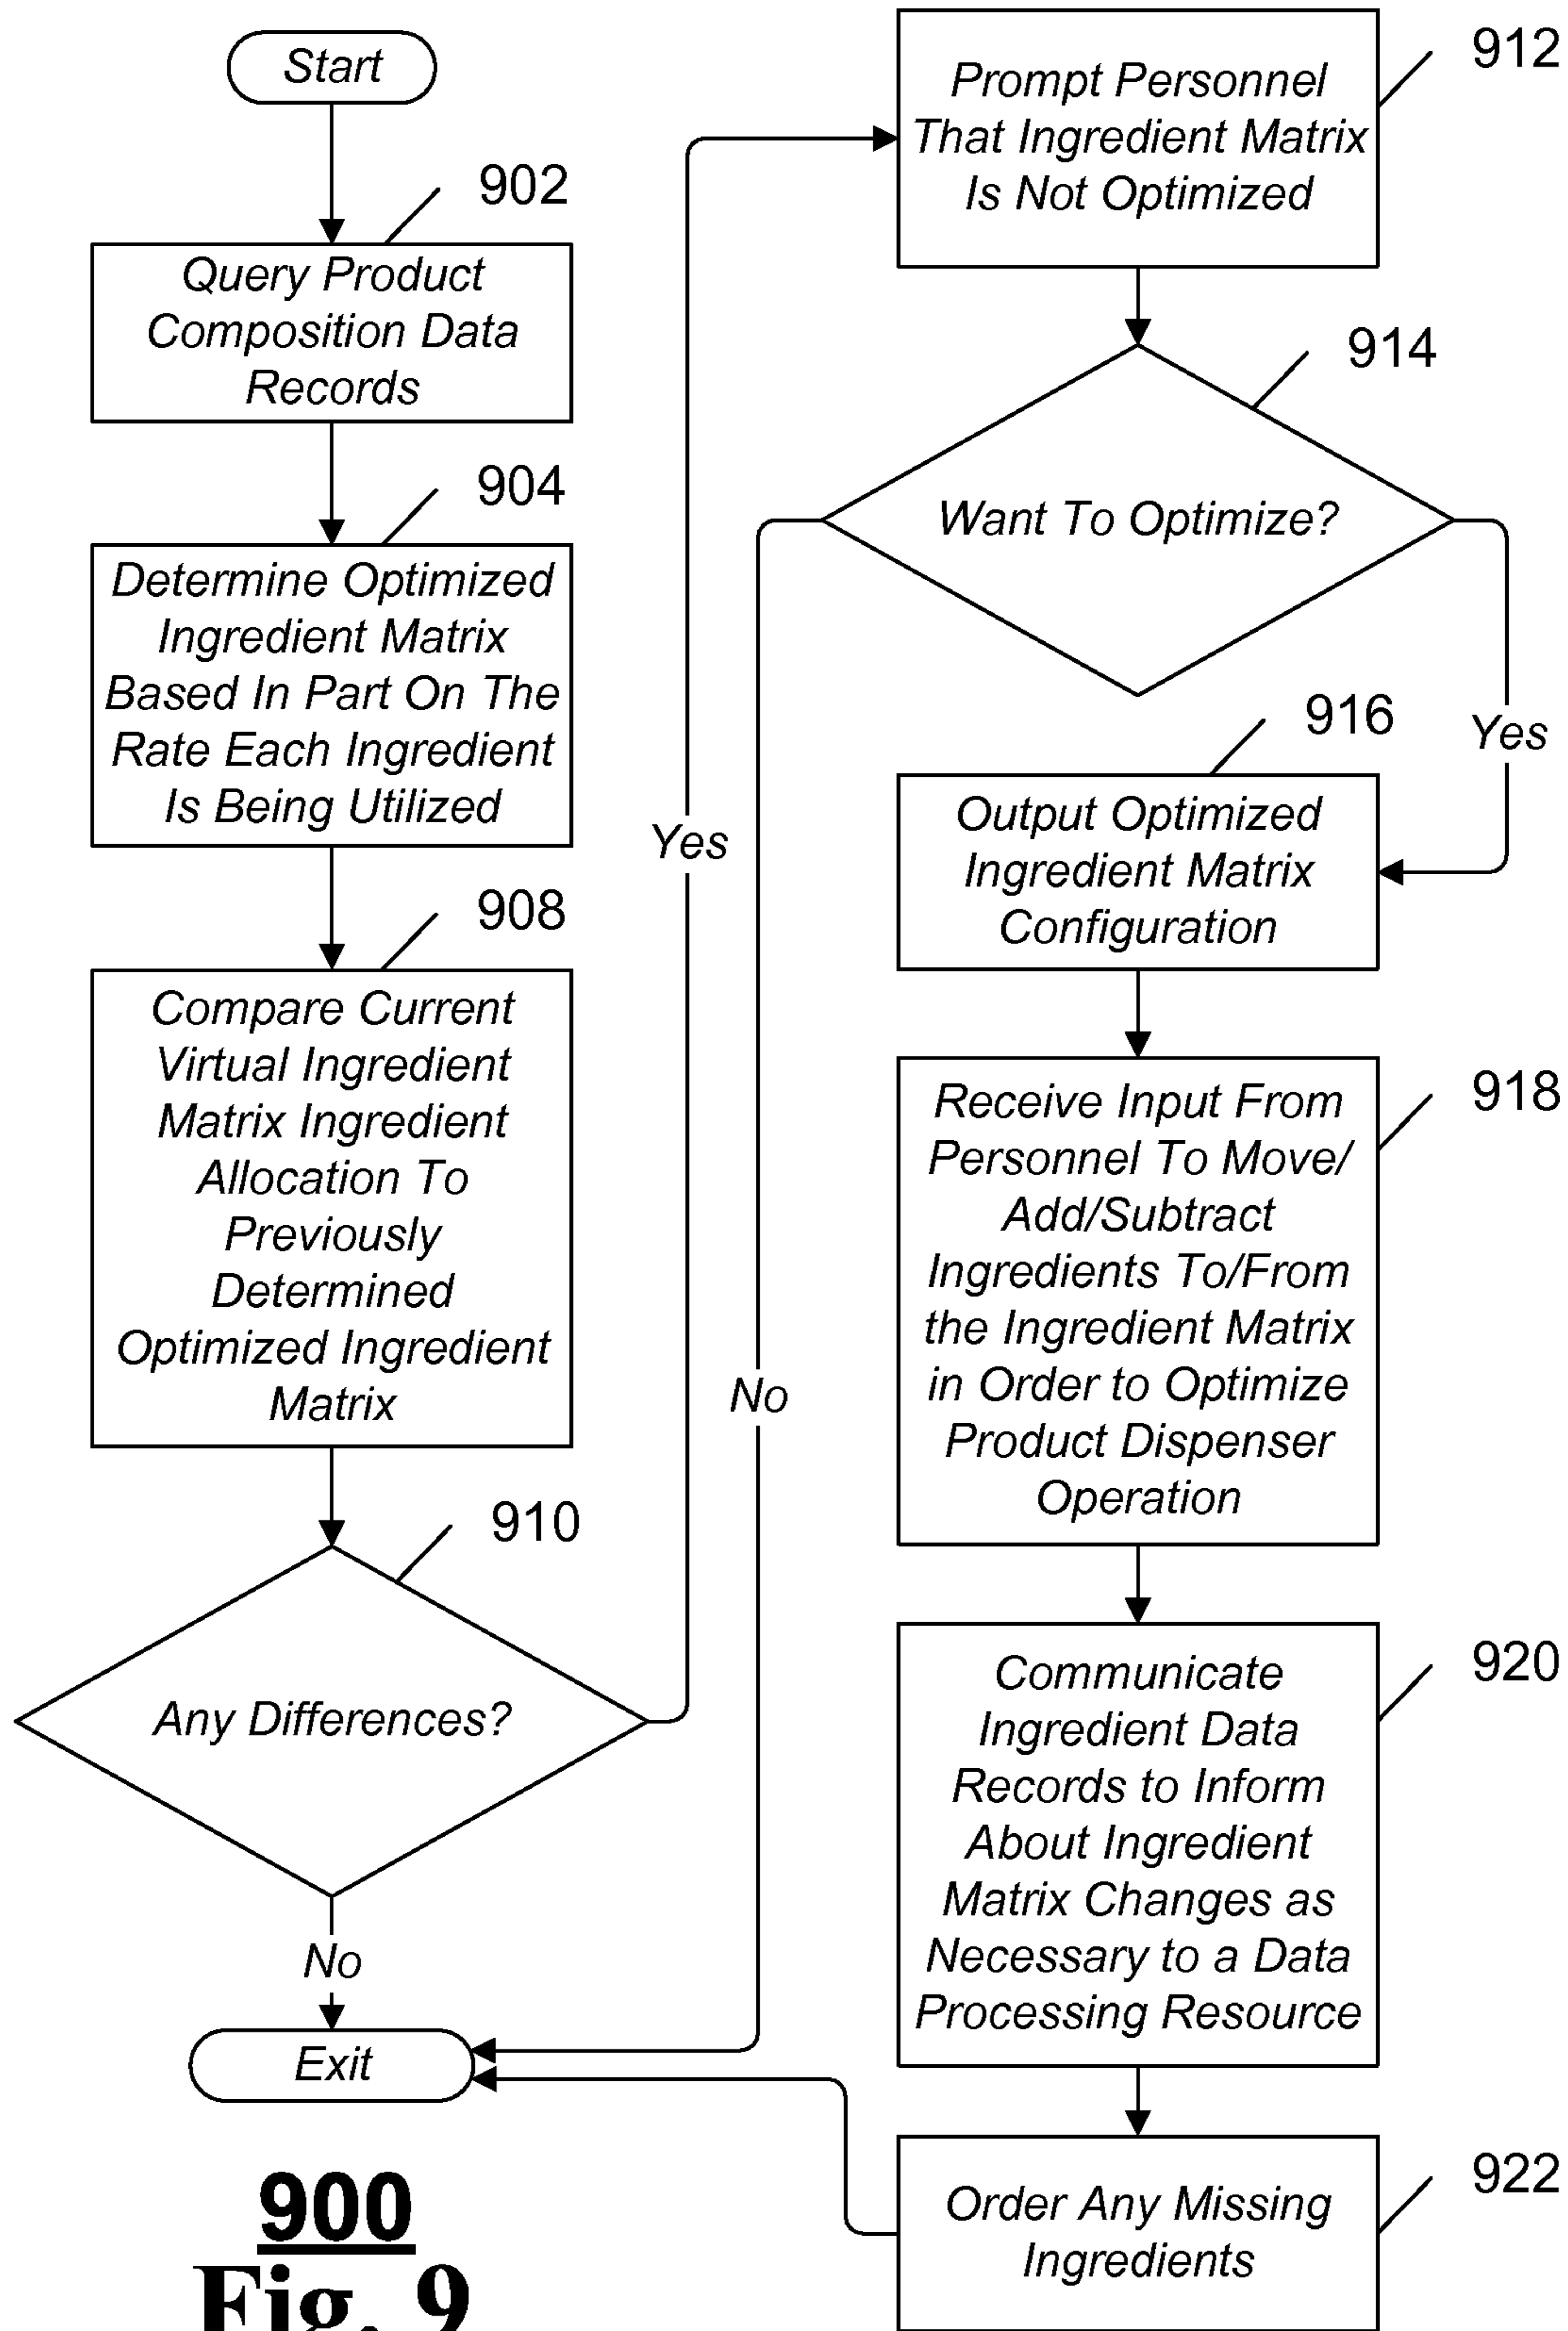 Start
902
Query Product
Composition Data
Records
904
Determine Optimized
Ingredient Matrix
Based In Part On The
Rate Each Ingredient
Is Being Utilized
908
Compare Current
Virtual Ingredient
Matrix Ingredient
Allocation To
Previously
Determined
Optimized Ingredient
Matrix
910
Any Differences?
Yes
No
Exit
912
Prompt Personnel
That Ingredient Matrix
Is Not Optimized
914
Want To Optimize?
Yes
No
916
Output Optimized
Ingredient Matrix
Configuration
918
Receive Input From
Personnel To Move/
Add/Subtract
Ingredients To/From
the Ingredient Matrix
in Order to Optimize
Product Dispenser
Operation
920
Communicate
Ingredient Data
Records to Inform
About Ingredient
Matrix Changes as
Necessary to a Data
Processing Resource
922
Order Any Missing
Ingredients
900
Fig. 9